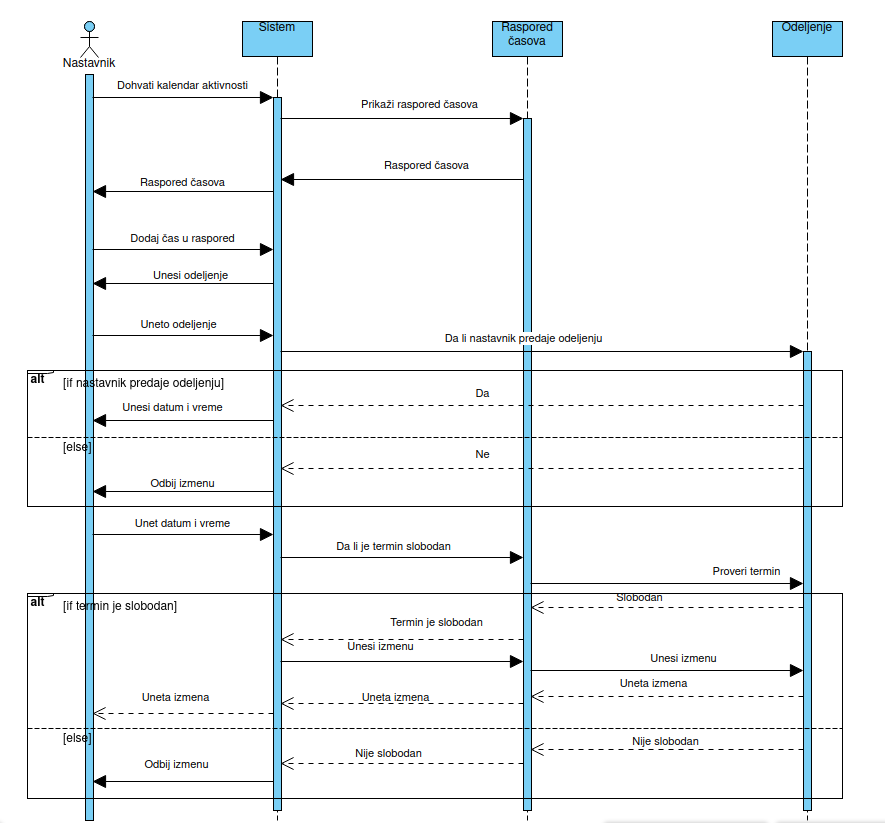 Nastavnik
Sistem
Raspored
časova
Odeljenje
Dohvati kalendar aktivnosti
Prikaži raspored časova
Raspored časova
Raspored časova
Dodaj čas u raspored
Unesi odeljenje
Uneto odeljenje
Da li nastavnik predaje odeljenju
alt
[if nastavnik predaje odeljenju]
Da
Unesi datum i vreme
[else]
Ne
Odbij izmenu
Unet datum i vreme
Da li je termin slobodan
Proveri termin
alt
[if termin je slobodan]
Slobodan
Termin je slobodan
Unesi izmenu
Unesi izmenu
Uneta izmena
Uneta izmena
Uneta izmena
[else]
Nije slobodan
Nije slobodan
Odbij izmenu